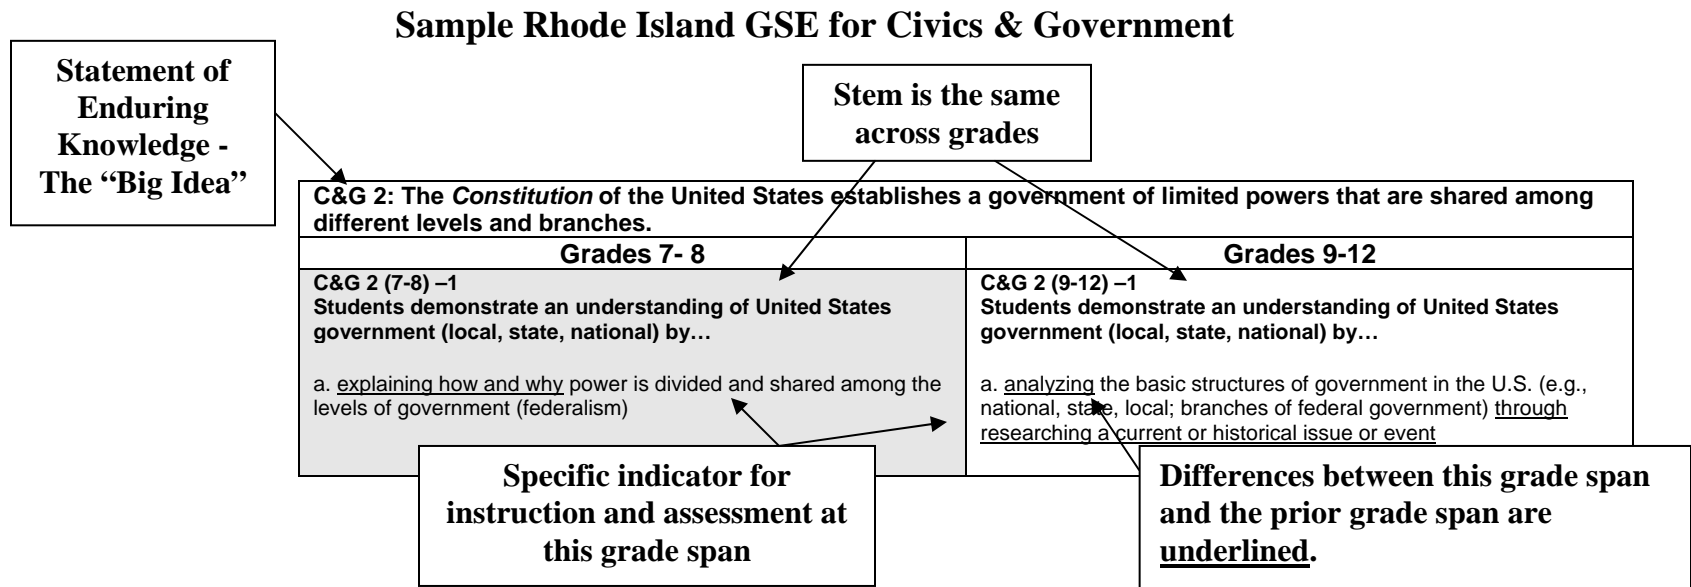 Sample Rhode Island GSE for Civics & Government
Statement of
Enduring
Knowledge -
The “Big Idea”
Stem is the same
across grades
C&G 2: The Constitution of the United States establishes a government of limited powers that are shared among
different levels and branches.
Grades 7- 8
C&G 2 (7-8) –1
Students demonstrate an understanding of United States
government (local, state, national) by…
a. explaining how and why power is divided and shared among the
levels of government (federalism)
Grades 9-12
C&G 2 (9-12) –1
Students demonstrate an understanding of United States
government (local, state, national) by…
a. analyzing the basic structures of government in the U.S. (e.g.,
national, state, local; branches of federal government) through
researching a current or historical issue or event
Specific indicator for
instruction and assessment at
this grade span
Differences between this grade span
and the prior grade span are
underlined.